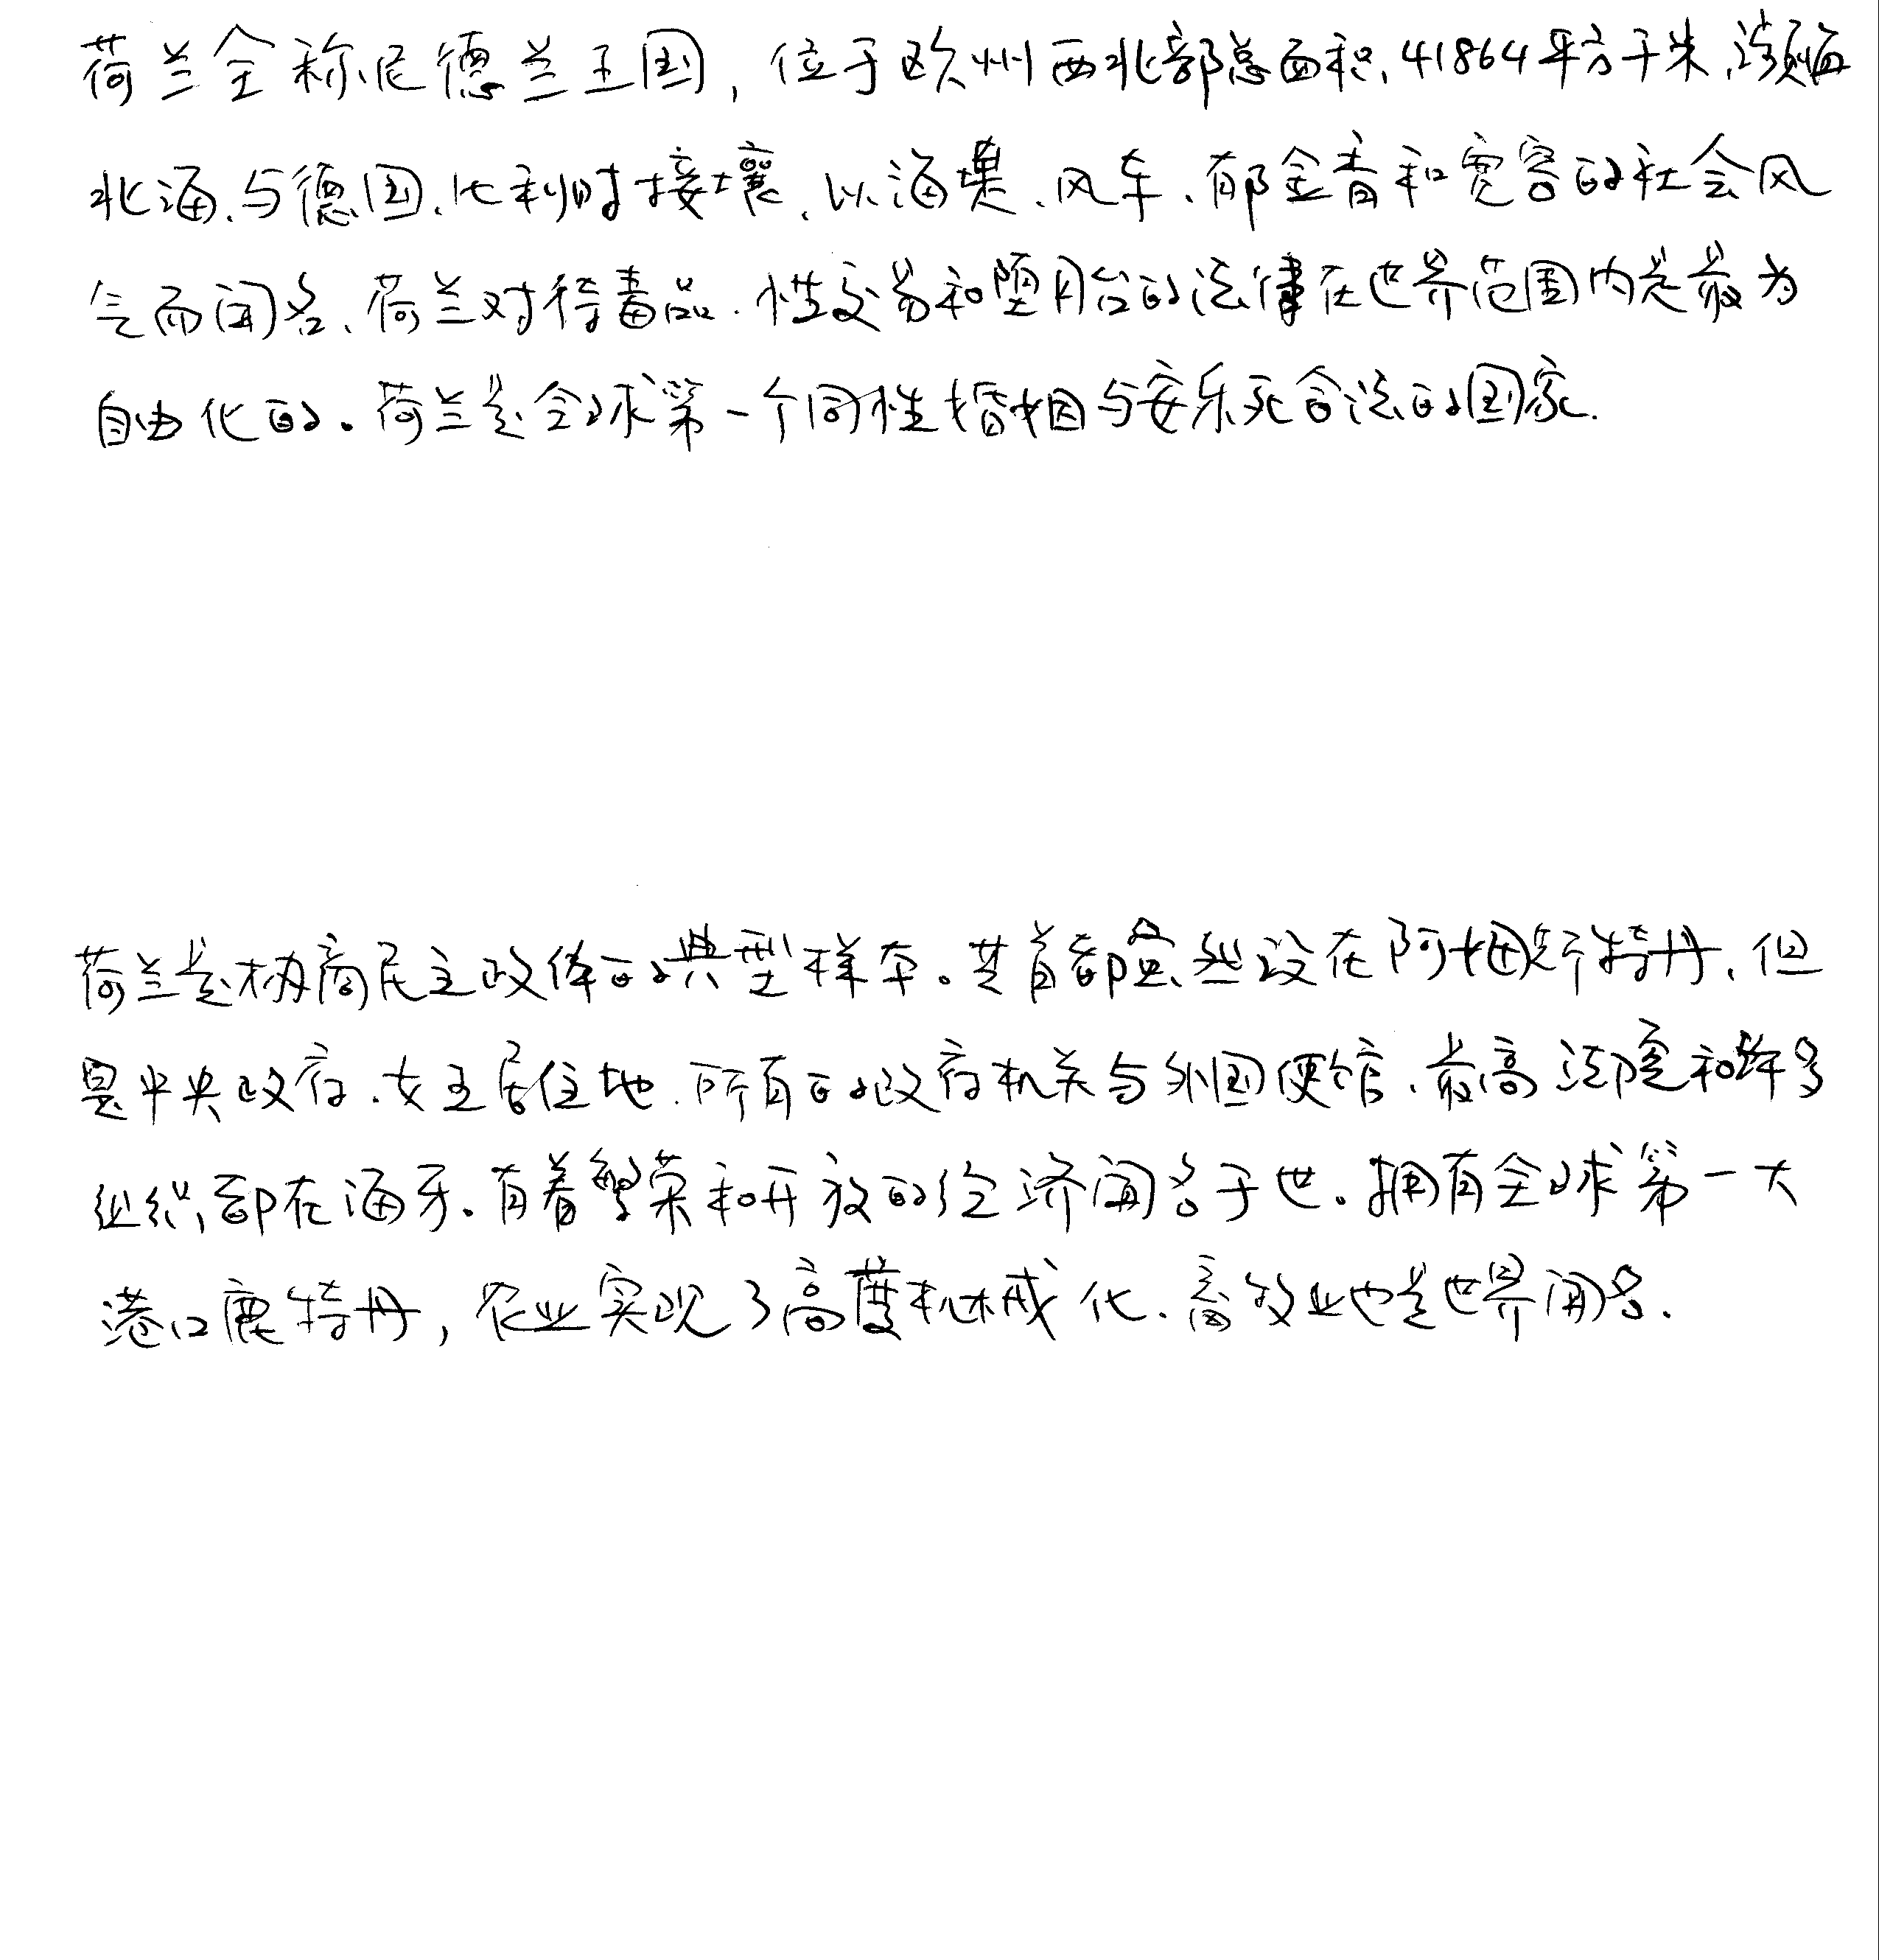 荷兰全称尼德兰王国,位于欧州西北部总面积、41864平方千米、濒临
北海、与德国、比利时接壤、以海堤、风车、郁金香和宽容的社会风
气而闻名、荷兰对待毒品、性交易和堕胎的法律在世界范围内是最为
自由化的。荷兰是全球第一个同性婚姻与安乐死合法的国家.
荷兰是协商民主政体的典型样本。其首都虽然设在阿姆斯特丹、但
是中央政府、女王居住地、所有的政府机关与外国使馆、最高法院和许多
组织都在海牙。有着繁荣和开放的经济闻名于世。拥有全球第一大
港口鹿特丹,农业实现了高度机械化、畜牧业也是世界闻名.